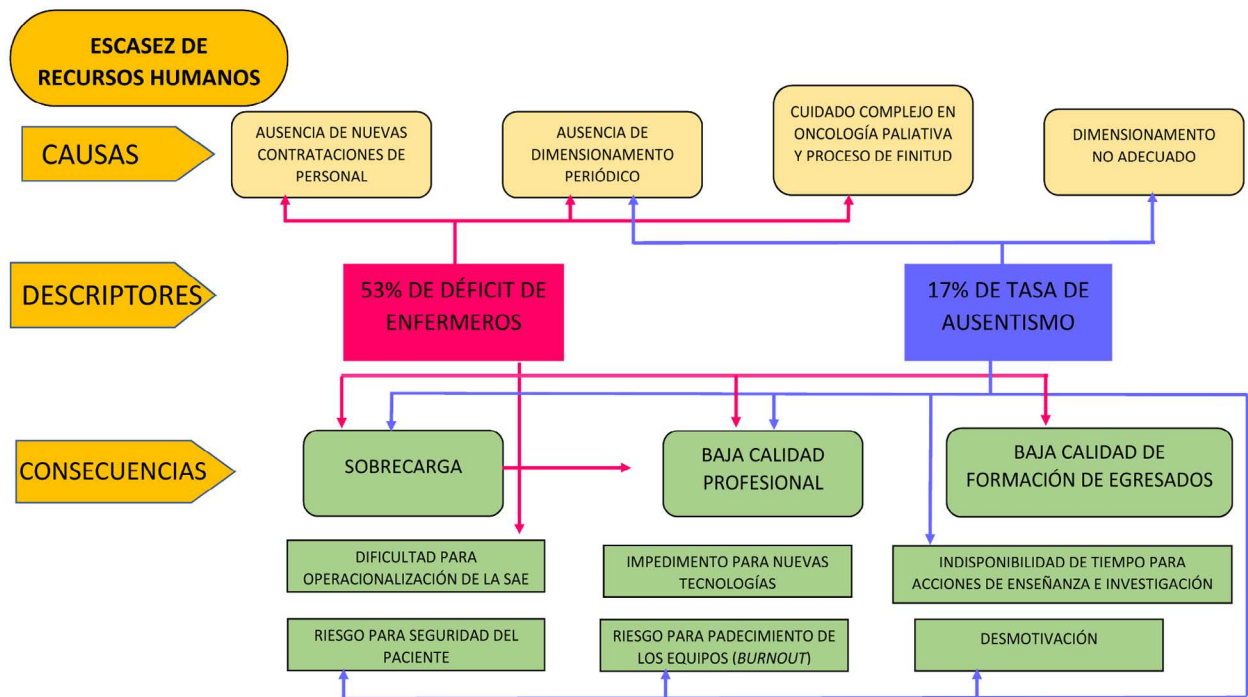 ESCASEZ DE
RECURSOS HUMANOS
CAUSAS
AUSENCIA DE NUEVAS
CONTRATACIONES DE
PERSONAL
AUSENCIA DE
DIMENSIONAMENTO
PERIÓDICO
CUIDADO COMPLEJO EN
ONCOLOGÍA PALIATIVA
Y PROCESO DE FINITUD
DIMENSIONAMENTO
NO ADECUADO
DESCRIPTORES
53% DE DÉFICIT DE
ENFERMEROS
17% DE TASA DE
AUSENTISMO
CONSECUENCIAS
SOBRECARGA
BAJA CALIDAD
PROFESIONAL
BAJA CALIDAD DE
FORMACIÓN DE EGRESADOS
DIFICULTAD PARA
OPERACIONALIZACIÓN DE LA SAE
IMPEDIMENTO PARA NUEVAS
TECNOLOGÍAS
INDISPONIBILIDAD DE TIEMPO PARA
ACCIONES DE ENSEÑANZA E INVESTIGACIÓN
RIESGO PARA SEGURIDAD DEL
PACIENTE
RIESGO PARA PADECIMIENTO DE
LOS EQUIPOS (BURNOUT)
DESMOTIVACIÓN